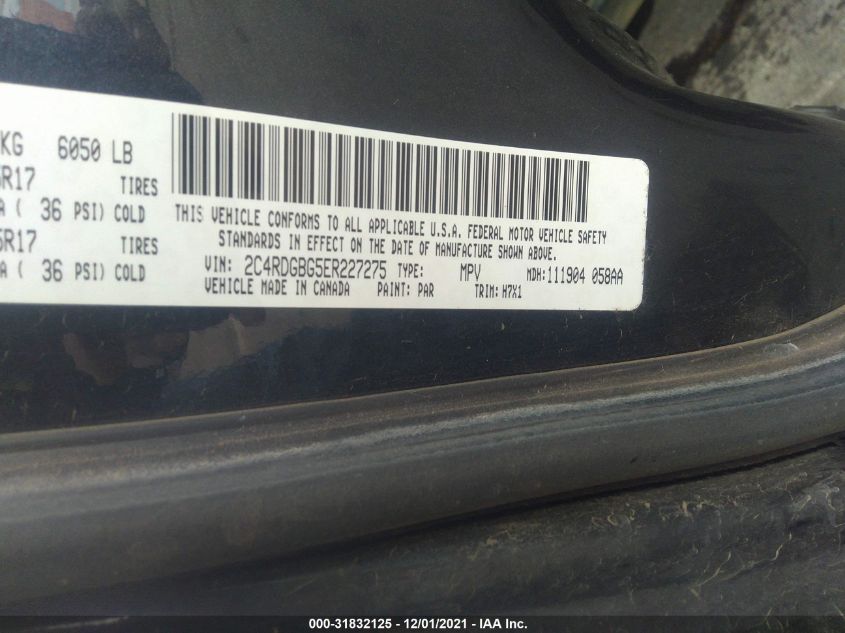 KG 6050 LB
5R17 TIRES
A ( 36 PSI) COLD
5R17 TIRES
A ( 36 PSI) COLD
THIS VEHICLE CONFORMS TO ALL APPLICABLE U.S.A. FEDERAL MOTOR VEHICLE SAFETY
STANDARDS IN EFFECT ON THE DATE OF MANUFACTURE SHOWN ABOVE.
VIN: 2C4RDGBG5ER227275 TYPE: MPV MDH: 111904 058AA
VEHICLE MADE IN CANADA PAINT: PAR TRIM: H7X1
000-31832125 - 12/01/2021 - IAA Inc.